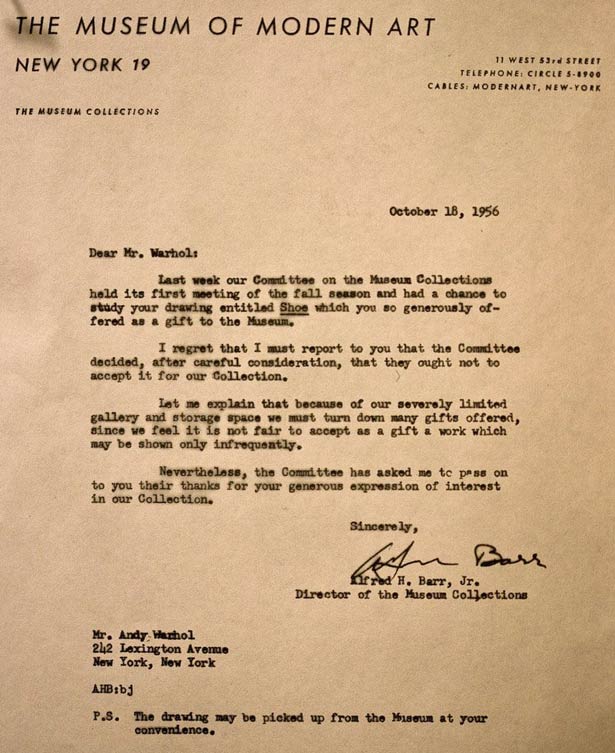 THE MUSEUM OF MODERN ART
NEW YORK 19
11 WEST 53rd STREET
TELEPHONE: CIRCLE 5-8900
CABLES: MODERNART, NEW-YORK
THE MUSEUM COLLECTIONS
October 18, 1956
Dear Mr. Warhol:
Last week our Committee on the Museum Collections
held its first meeting of the fall season and had a chance to
study your drawing entitled Shoe which you so generously of-
fered as a gift to the Museum.
I regret that I must report to you that the Committee
decided, after careful consideration, that they ought not to
accept it for our Collection.
Let me explain that because of our severely limited
gallery and storage space we must turn down many gifts offered,
since we feel it is not fair to accept as a gift a work which
may be shown only infrequently.
Nevertheless, the Committee has asked me to pass on
to you their thanks for your generous expression of interest
in our Collection.
Sincerely,
Alfred H. Barr, Jr.
Director of the Museum Collections
Mr. Andy Warhol
242 Lexington Avenue
New York, New York
AHB:bj
P.S. The drawing may be picked up from the Museum at your
convenience.